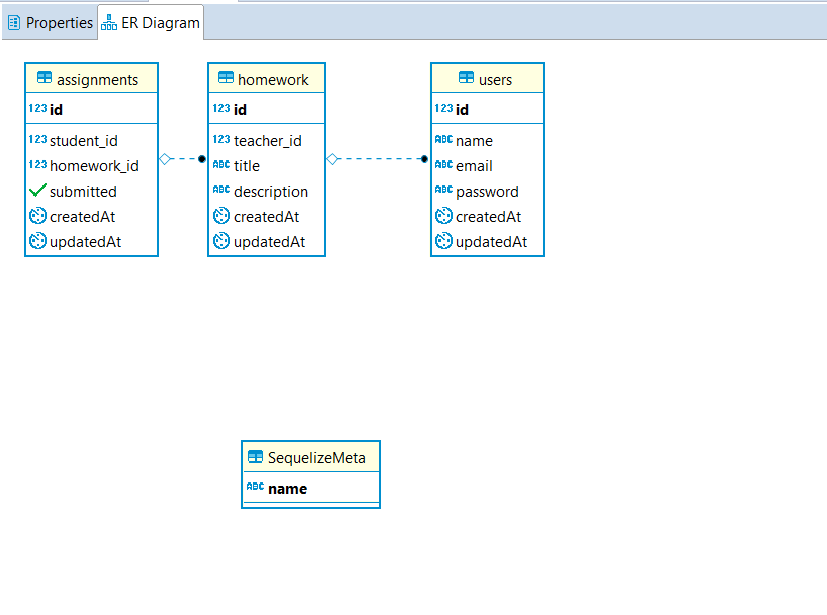 Properties
ER Diagram
assignments
123 id
123 student_id
123 homework_id
submitted
createdAt
updatedAt
homework
123 id
123 teacher_id
ABC title
ABC description
createdAt
updatedAt
users
123 id
ABC name
ABC email
ABC password
createdAt
updatedAt
SequelizeMeta
ABC name